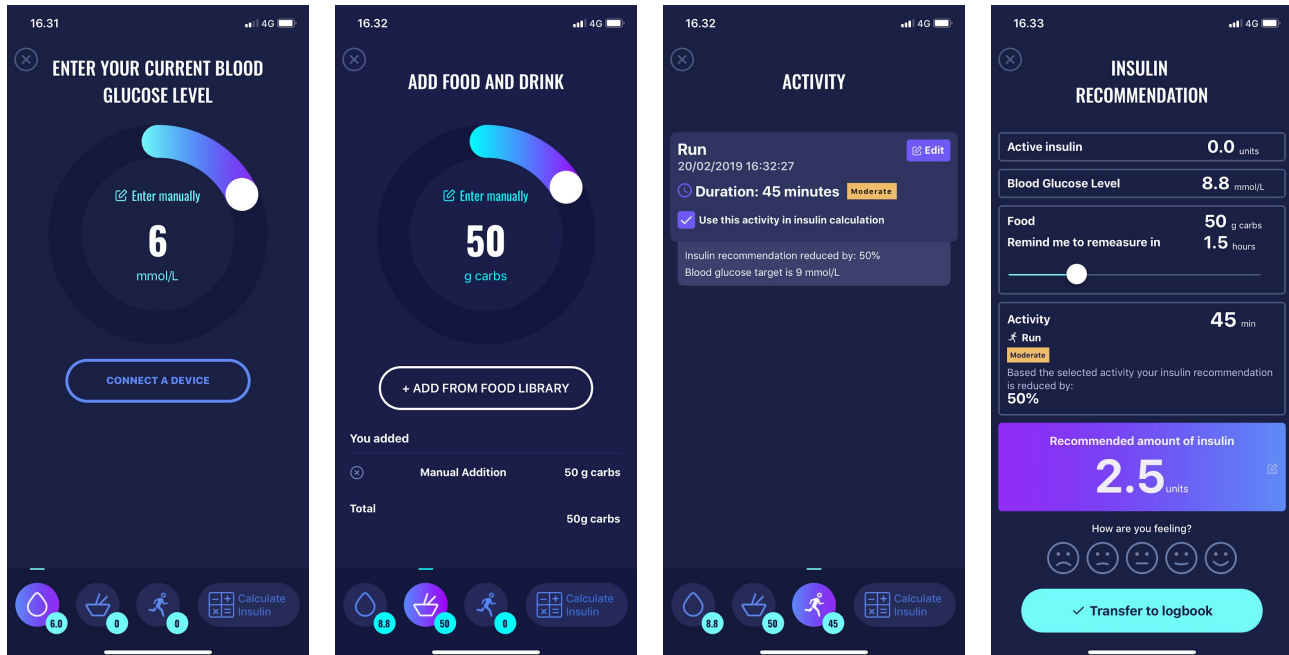 16.31
4G
ENTER YOUR CURRENT BLOOD
GLUCOSE LEVEL
Enter manually
6
mmol/L
CONNECT A DEVICE
6.0
0
0
Calculate
Insulin
16.32
4G
ADD FOOD AND DRINK
Enter manually
50
g carbs
+ ADD FROM FOOD LIBRARY
You added
Manual Addition 50 g carbs
Total
50g carbs
8.8
50
0
Calculate
Insulin
16.32
4G
ACTIVITY
Run
Edit
20/02/2019 16:32:27
Duration: 45 minutes Moderate
Use this activity in insulin calculation
Insulin recommendation reduced by: 50%
Blood glucose target is 9 mmol/L
8.8
50
45
Calculate
Insulin
16.33
4G
INSULIN
RECOMMENDATION
Active insulin 0.0 units
Blood Glucose Level 8.8 mmol/L
Food 50 g carbs
Remind me to remeasure in 1.5 hours
Activity 45 min
Run
Moderate
Based the selected activity your insulin recommendation
is reduced by:
50%
Recommended amount of insulin
2.5 units
How are you feeling?
Transfer to logbook